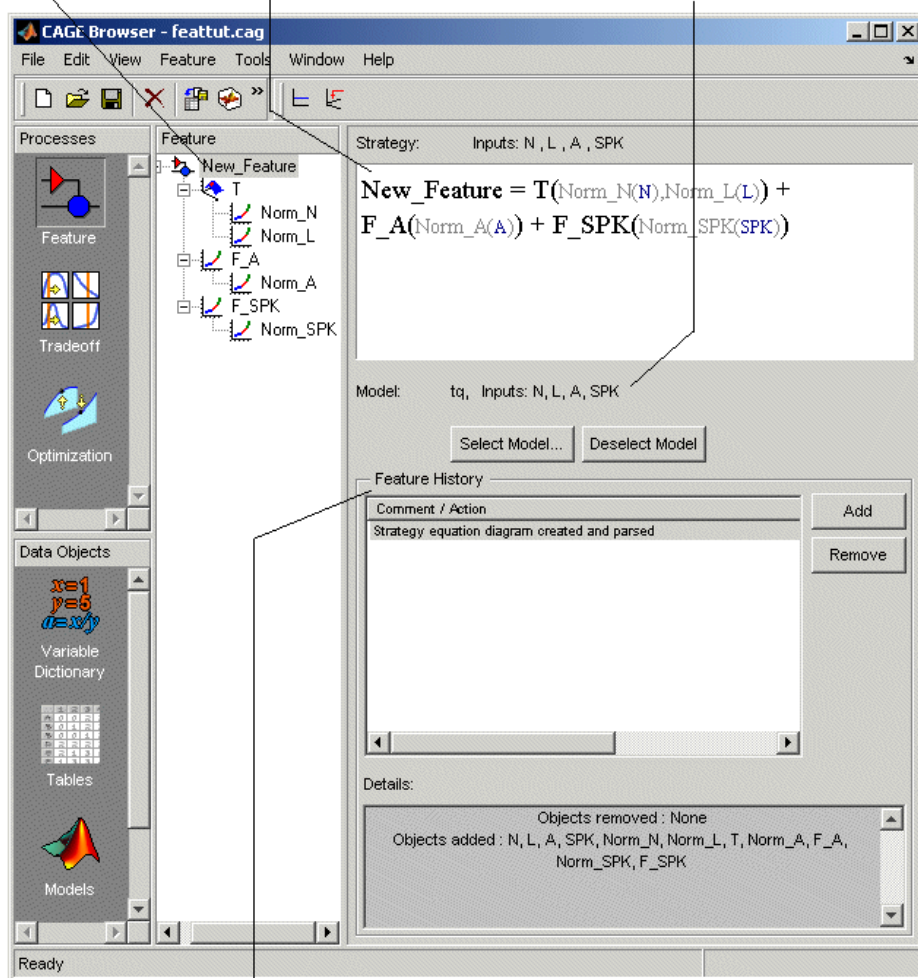 CAGE Browser - feattut.cag
File Edit View Feature Tools Window Help
»
Processes
Feature
Tradeoff
Optimization
Data Objects
x=1
y=5
a=x/y
Variable
Dictionary
Tables
Models
Feature
New_Feature
T
Norm_N
Norm_L
F_A
Norm_A
F_SPK
Norm_SPK
Strategy: Inputs: N , L , A , SPK
New_Feature = T(Norm_N(N),Norm_L(L)) +
F_A(Norm_A(A)) + F_SPK(Norm_SPK(SPK))
Model: tq, Inputs: N, L, A, SPK
Select Model... Deselect Model
Feature History
Comment / Action
Strategy equation diagram created and parsed
Add
Remove
Details:
Objects removed : None
Objects added : N, L, A, SPK, Norm_N, Norm_L, T, Norm_A, F_A,
Norm_SPK, F_SPK
Ready